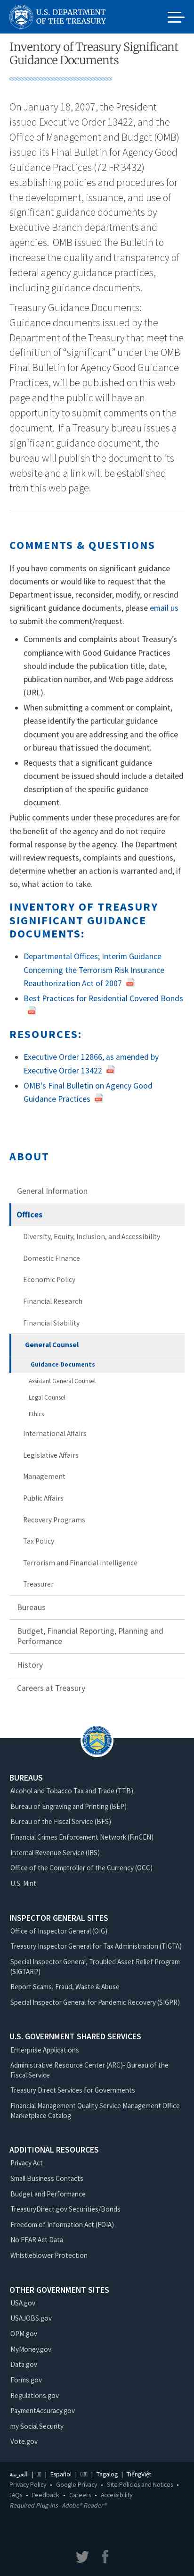 U.S. DEPARTMENT
OF THE TREASURY
Inventory of Treasury Significant
Guidance Documents
On January 18, 2007, the President
issued Executive Order 13422, and the
Office of Management and Budget (OMB)
issued its Final Bulletin for Agency Good
Guidance Practices (72 FR 3432)
establishing policies and procedures for
the development, issuance, and use of
significant guidance documents by
Executive Branch departments and
agencies. OMB issued the Bulletin to
increase the quality and transparency of
federal agency guidance practices,
including guidance documents.
Treasury Guidance Documents:
Guidance documents issued by the
Department of the Treasury that meet the
definition of "significant" under the OMB
Final Bulletin for Agency Good Guidance
Practices, will be published on this web
page and the public will have an
opportunity to submit comments on the
document. If a Treasury bureau issues a
significant guidance document, the
bureau will publish the document to its
website and a link will be established
from this web page.
COMMENTS & QUESTIONS
If you have comments on significant guidance
documents or would like to request that the
Department issue, reconsider, modify, or rescind
significant guidance documents, please email us
to submit the comment/request.
• Comments and complaints about Treasury's
compliance with Good Guidance Practices
should include the publication title, date,
publication number, and Web page address
(URL).
• When submitting a comment or complaint,
please identify the particular guidance
document you are addressing and the office
or bureau that issued the document.
• Requests that a significant guidance
document be issued should include a detailed
description of the scope of the guidance
document.
Public comments under these procedures are for
the benefit of the agency and do not require
formal response by the agency. The Department
will review requests, complaints and questions,
determine whether an action is warranted and, if
so, what action to take.
INVENTORY OF TREASURY
SIGNIFICANT GUIDANCE
DOCUMENTS:
• Departmental Offices; Interim Guidance
Concerning the Terrorism Risk Insurance
Reauthorization Act of 2007
• Best Practices for Residential Covered Bonds
RESOURCES:
• Executive Order 12866, as amended by
Executive Order 13422
• OMB's Final Bulletin on Agency Good
Guidance Practices
ABOUT
General Information
Offices
Diversity, Equity, Inclusion, and Accessibility
Domestic Finance
Economic Policy
Financial Research
Financial Stability
General Counsel
Guidance Documents
Assistant General Counsel
Legal Counsel
Ethics
International Affairs
Legislative Affairs
Management
Public Affairs
Recovery Programs
Tax Policy
Terrorism and Financial Intelligence
Treasurer
Bureaus
Budget, Financial Reporting, Planning and
Performance
History
Careers at Treasury
BUREAUS
Alcohol and Tobacco Tax and Trade (TTB)
Bureau of Engraving and Printing (BEP)
Bureau of the Fiscal Service (BFS)
Financial Crimes Enforcement Network (FinCEN)
Internal Revenue Service (IRS)
Office of the Comptroller of the Currency (OCC)
U.S. Mint
INSPECTOR GENERAL SITES
Office of Inspector General (OIG)
Treasury Inspector General for Tax Administration (TIGTA)
Special Inspector General, Troubled Asset Relief Program
(SIGTARP)
Report Scams, Fraud, Waste & Abuse
Special Inspector General for Pandemic Recovery (SIGPR)
U.S. GOVERNMENT SHARED SERVICES
Enterprise Applications
Administrative Resource Center (ARC)- Bureau of the
Fiscal Service
Treasury Direct Services for Governments
Financial Management Quality Service Management Office
Marketplace Catalog
ADDITIONAL RESOURCES
Privacy Act
Small Business Contacts
Budget and Performance
TreasuryDirect.gov Securities/Bonds
Freedom of Information Act (FOIA)
No FEAR Act Data
Whistleblower Protection
OTHER GOVERNMENT SITES
USA.gov
USAJOBS.gov
OPM.gov
MyMoney.gov
Data.gov
Forms.gov
Regulations.gov
PaymentAccuracy.gov
my Social Security
Vote.gov
العربية | | Español | | Tagalog | TiếngViệt
Privacy Policy • Google Privacy • Site Policies and Notices •
FAQs • Feedback • Careers • Accessibility
Required Plug-ins Adobe® Reader®